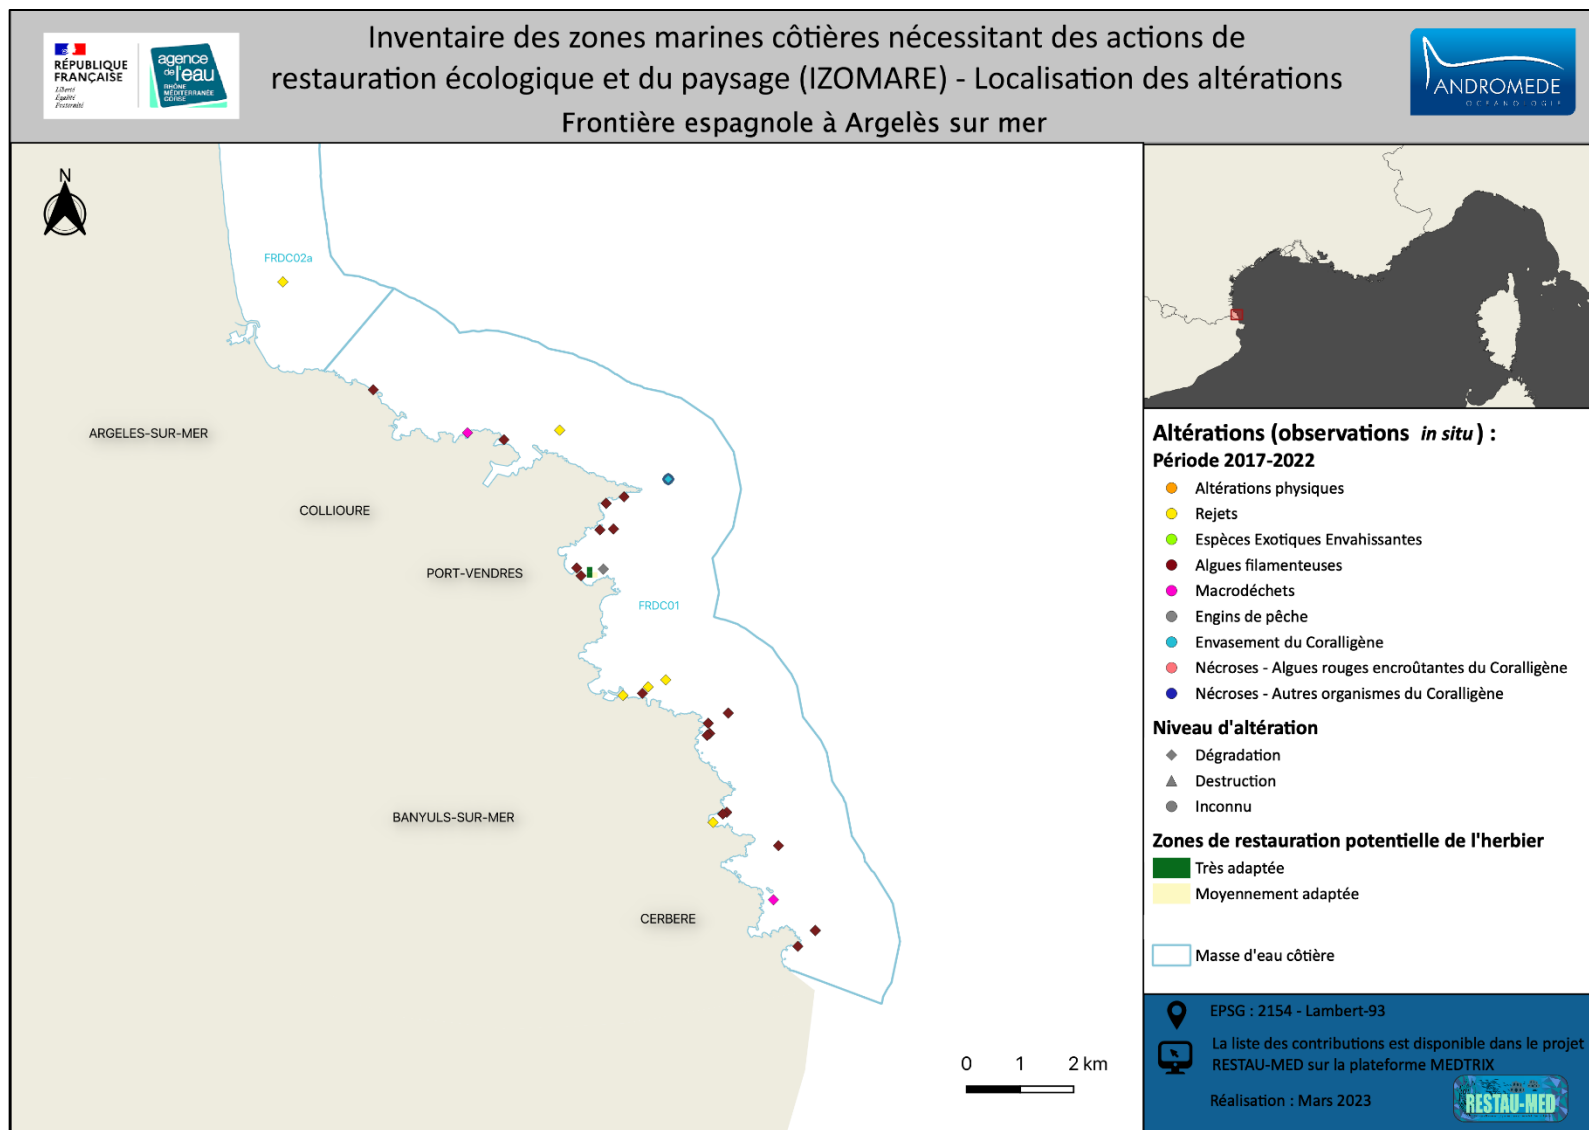 RÉPUBLIQUE
FRANÇAISE
Liberté
Égalité
Fraternité
agence
de l'eau
RHÔNE
MÉDITERRANÉE
CORSE
Inventaire des zones marines côtières nécessitant des actions de
restauration écologique et du paysage (IZOMARE) - Localisation des altérations
Frontière espagnole à Argelès sur mer
ANDROMEDE
OCÉANOLOGIE
N
FRDC02a
ARGELES-SUR-MER
COLLIOURE
PORT-VENDRES
FRDC01
BANYULS-SUR-MER
CERBERE
0 1 2 km
Altérations (observations in situ) :
Période 2017-2022
Altérations physiques
Rejets
Espèces Exotiques Envahissantes
Algues filamenteuses
Macrodéchets
Engins de pêche
Envasement du Coralligène
Nécroses - Algues rouges encroûtantes du Coralligène
Nécroses - Autres organismes du Coralligène
Niveau d'altération
Dégradation
Destruction
Inconnu
Zones de restauration potentielle de l'herbier
Très adaptée
Moyennement adaptée
Masse d'eau côtière
EPSG : 2154 - Lambert-93
La liste des contributions est disponible dans le projet
RESTAU-MED sur la plateforme MEDTRIX
Réalisation : Mars 2023
RESTAU-MED